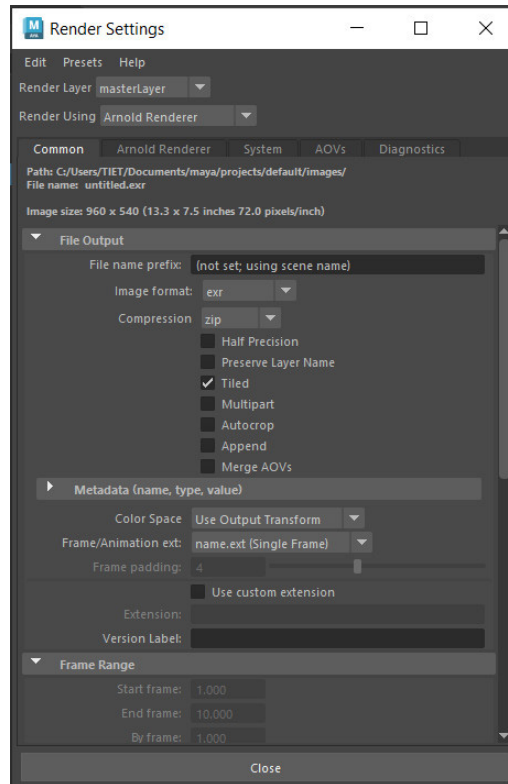 Render Settings
Edit Presets Help
Render Layer masterLayer
Render Using Arnold Renderer
Common Arnold Renderer System AOVs Diagnostics
Path: C:/Users/TIET/Documents/maya/projects/default/images/
File name: untitled.exr
Image size: 960 x 540 (13.3 x 7.5 inches 72.0 pixels/inch)
File Output
File name prefix: (not set; using scene name)
Image format: exr
Compression zip
Half Precision
Preserve Layer Name
Tiled
Multipart
Autocrop
Append
Merge AOVs
Metadata (name, type, value)
Color Space Use Output Transform
Frame/Animation ext: name.ext (Single Frame)
Frame padding: 4
Use custom extension
Extension:
Version Label:
Frame Range
Start frame: 1.000
End frame: 10.000
By frame: 1.000
Close